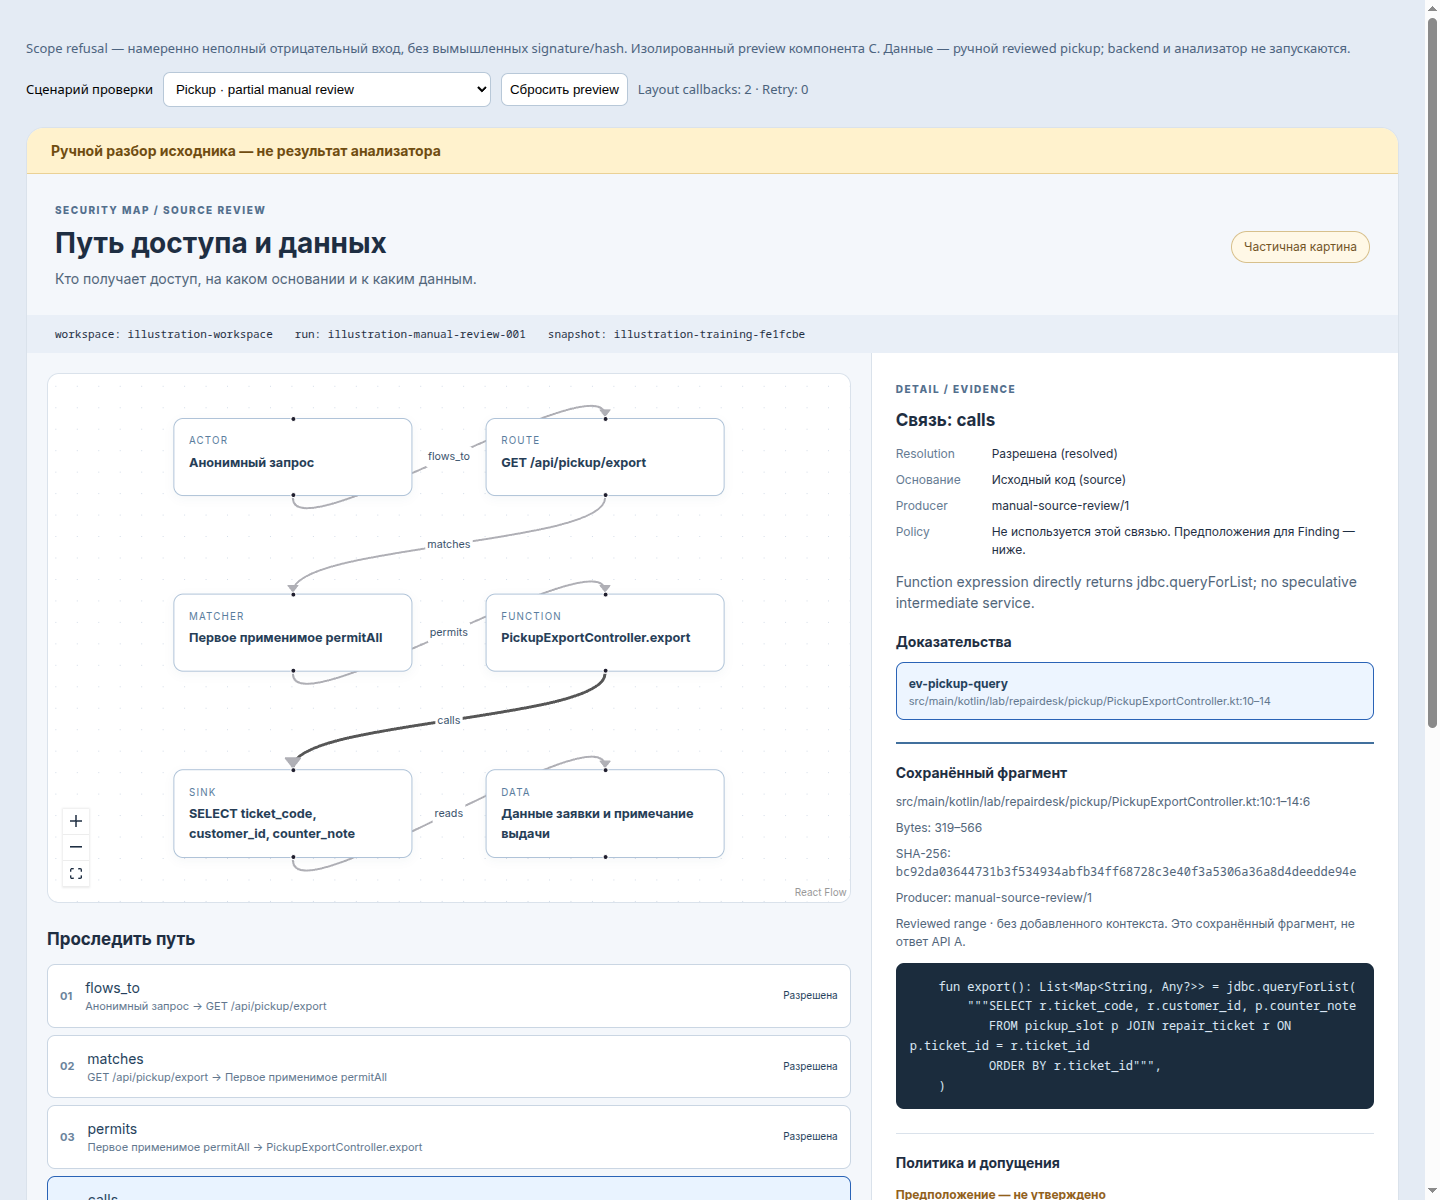 Scope refusal — намеренно неполный отрицательный вход, без вымышленных signature/hash. Изолированный preview компонента C. Данные — ручной reviewed pickup; backend и анализатор не запускаются.
Сценарий проверки
Pickup · partial manual review
Сбросить preview
Layout callbacks: 2 · Retry: 0
Ручной разбор исходника — не результат анализатора
SECURITY MAP / SOURCE REVIEW
Путь доступа и данных
Частичная картина
Кто получает доступ, на каком основании и к каким данным.
workspace: illustration-workspace run: illustration-manual-review-001 snapshot: illustration-training-fe1fcbe
ACTOR
Анонимный запрос
flows_to
ROUTE
GET /api/pickup/export
matches
MATCHER
Первое применимое permitAll
permits
FUNCTION
PickupExportController.export
calls
SINK
SELECT ticket_code,
customer_id, counter_note
reads
DATA
Данные заявки и примечание
выдачи
React Flow
Проследить путь
01 flows_to
Анонимный запрос → GET /api/pickup/export
Разрешена
02 matches
GET /api/pickup/export → Первое применимое permitAll
Разрешена
03 permits
Первое применимое permitAll → PickupExportController.export
Разрешена
calls
DETAIL / EVIDENCE
Связь: calls
Resolution Разрешена (resolved)
Основание Исходный код (source)
Producer manual-source-review/1
Policy Не используется этой связью. Предположения для Finding —
ниже.
Function expression directly returns jdbc.queryForList; no speculative
intermediate service.
Доказательства
ev-pickup-query
src/main/kotlin/lab/repairdesk/pickup/PickupExportController.kt:10–14
Сохранённый фрагмент
src/main/kotlin/lab/repairdesk/pickup/PickupExportController.kt:10:1–14:6
Bytes: 319–566
SHA-256:
bc92da03644731b3f534934abfb34ff68728c3e40f3a5306a36a8d4deedde94e
Producer: manual-source-review/1
Reviewed range · без добавленного контекста. Это сохранённый фрагмент, не
ответ API A.
fun export(): List<Map<String, Any?>> = jdbc.queryForList(
"""SELECT r.ticket_code, r.customer_id, p.counter_note
FROM pickup_slot p JOIN repair_ticket r ON
p.ticket_id = r.ticket_id
ORDER BY r.ticket_id""",
)
Политика и допущения
Предположение — не утверждено